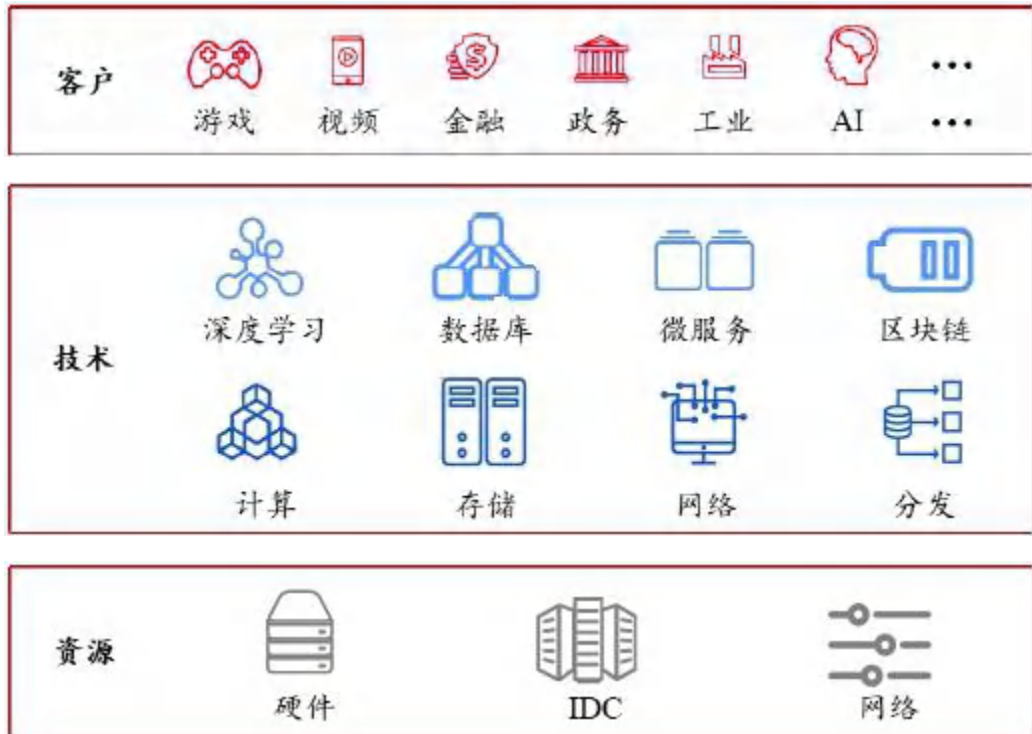 客户
游戏 视频 金融 政务 工业 AI ...
...
技术
深度学习 数据库 微服务 区块链
计算 存储 网络 分发
资源
硬件 IDC 网络